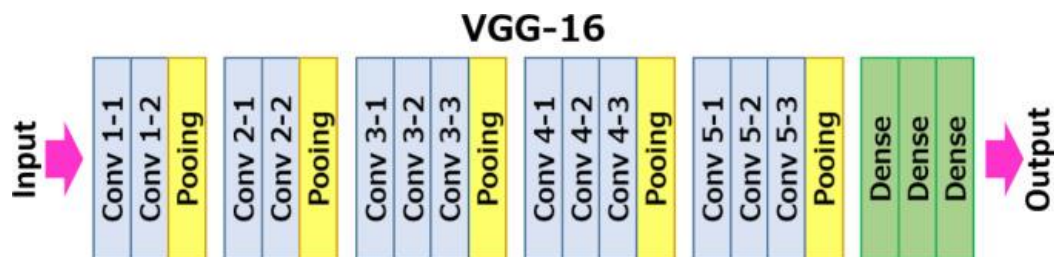 VGG-16
Input
Conv 1-1
Conv 1-2
Pooing
Conv 2-1
Conv 2-2
Pooing
Conv 3-1
Conv 3-2
Conv 3-3
Pooing
Conv 4-1
Conv 4-2
Conv 4-3
Pooing
Conv 5-1
Conv 5-2
Conv 5-3
Pooing
Dense
Dense
Dense
Output